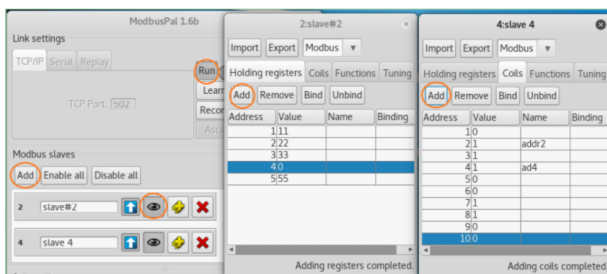 ModbusPal 1.6b
Link settings
TCP/IP Serial Replay
Run
Learn
TCP Port: 502
Recor
Ascii
Modbus slaves
Add Enable all Disable all
2 slave#2
4 slave 4
2:slave#2
Import Export Modbus
Holding registers Coils Functions Tuning
Add Remove Bind Unbind
Address Value Name Binding
1 11
2 22
3 33
4 0
5 55
Adding registers completed.
4:slave 4
Import Export Modbus
Holding registers Coils Functions Tuning
Add Remove Bind Unbind
Address Value Name Binding
1 0
2 1 addr2
3 1
4 1 ad4
5 0
6 0
7 1
8 1
9 0
10 0
Adding coils completed.